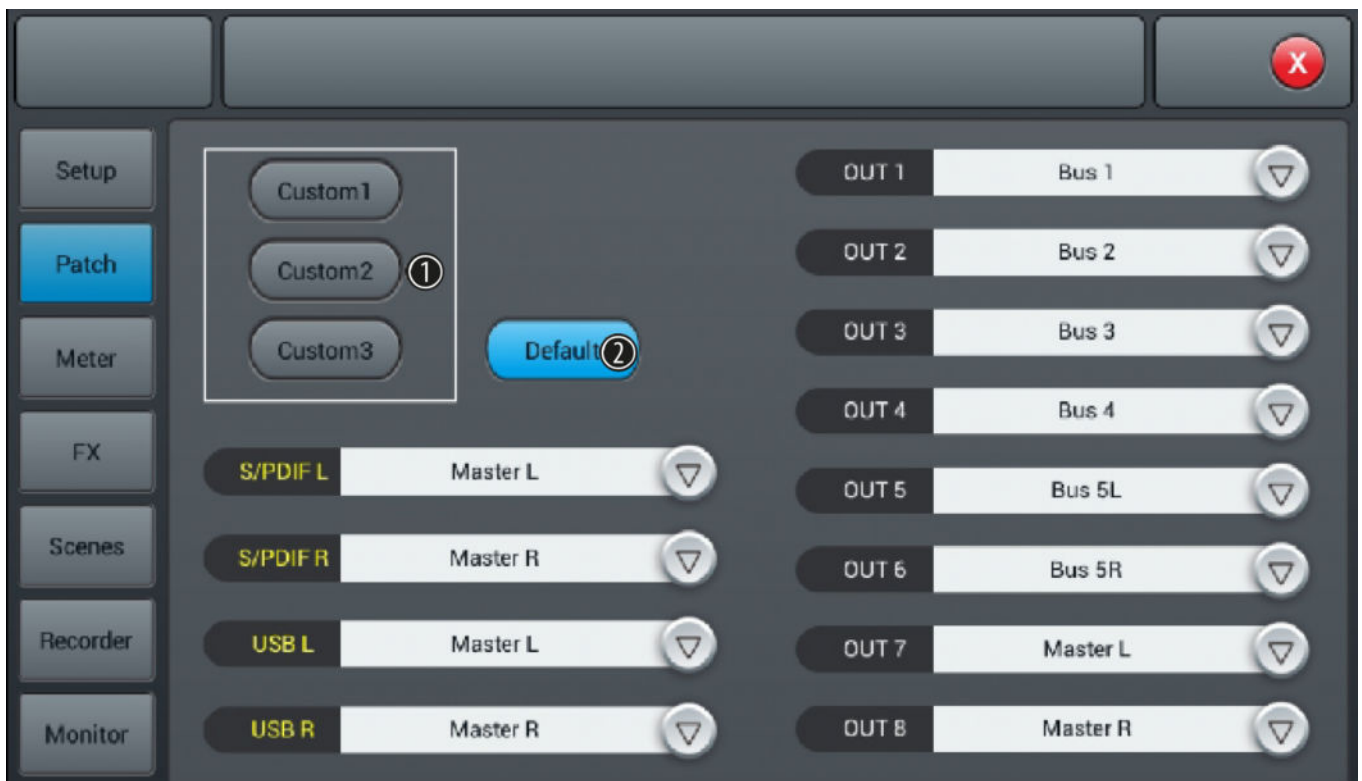 X
Setup
Patch
Meter
FX
Scenes
Recorder
Monitor
Custom1
Custom2 ①
Custom3
Default ②
S/PDIF L Master L
S/PDIF R Master R
USB L Master L
USB R Master R
OUT 1 Bus 1
OUT 2 Bus 2
OUT 3 Bus 3
OUT 4 Bus 4
OUT 5 Bus 5L
OUT 6 Bus 5R
OUT 7 Master L
OUT 8 Master R